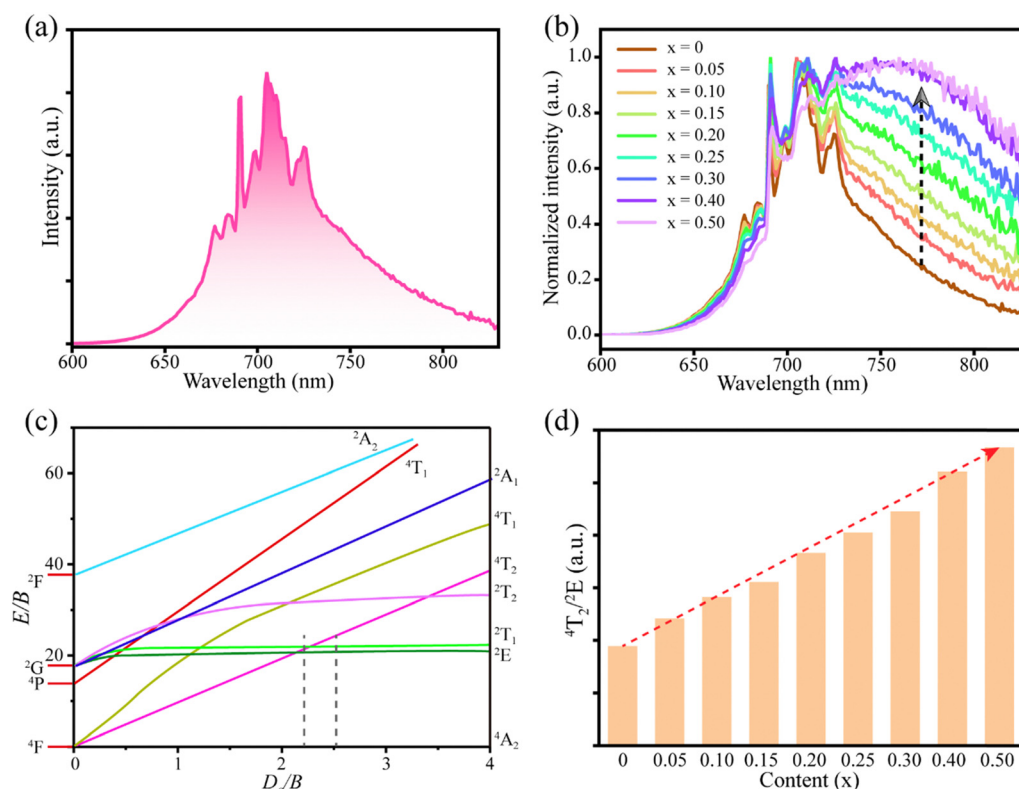 (a)
Intensity (a.u.)
600 650 700 750 800
Wavelength (nm)
(b)
Normalized intensity (a.u.)
1.0
0.8
0.6
0.4
0.2
0.0
x = 0
x = 0.05
x = 0.10
x = 0.15
x = 0.20
x = 0.25
x = 0.30
x = 0.40
x = 0.50
600 650 700 750 800
Wavelength (nm)
(c)
E/B
60
40
20
²F
²G
⁴P
⁴F
²A₂
⁴T₁
²A₁
⁴T₁
⁴T₂
²T₂
²T₁
²E
⁴A₂
0 1 2 3 4
D /B
(d)
⁴T₂/²E (a.u.)
0 0.05 0.10 0.15 0.20 0.25 0.30 0.40 0.50
Content (x)